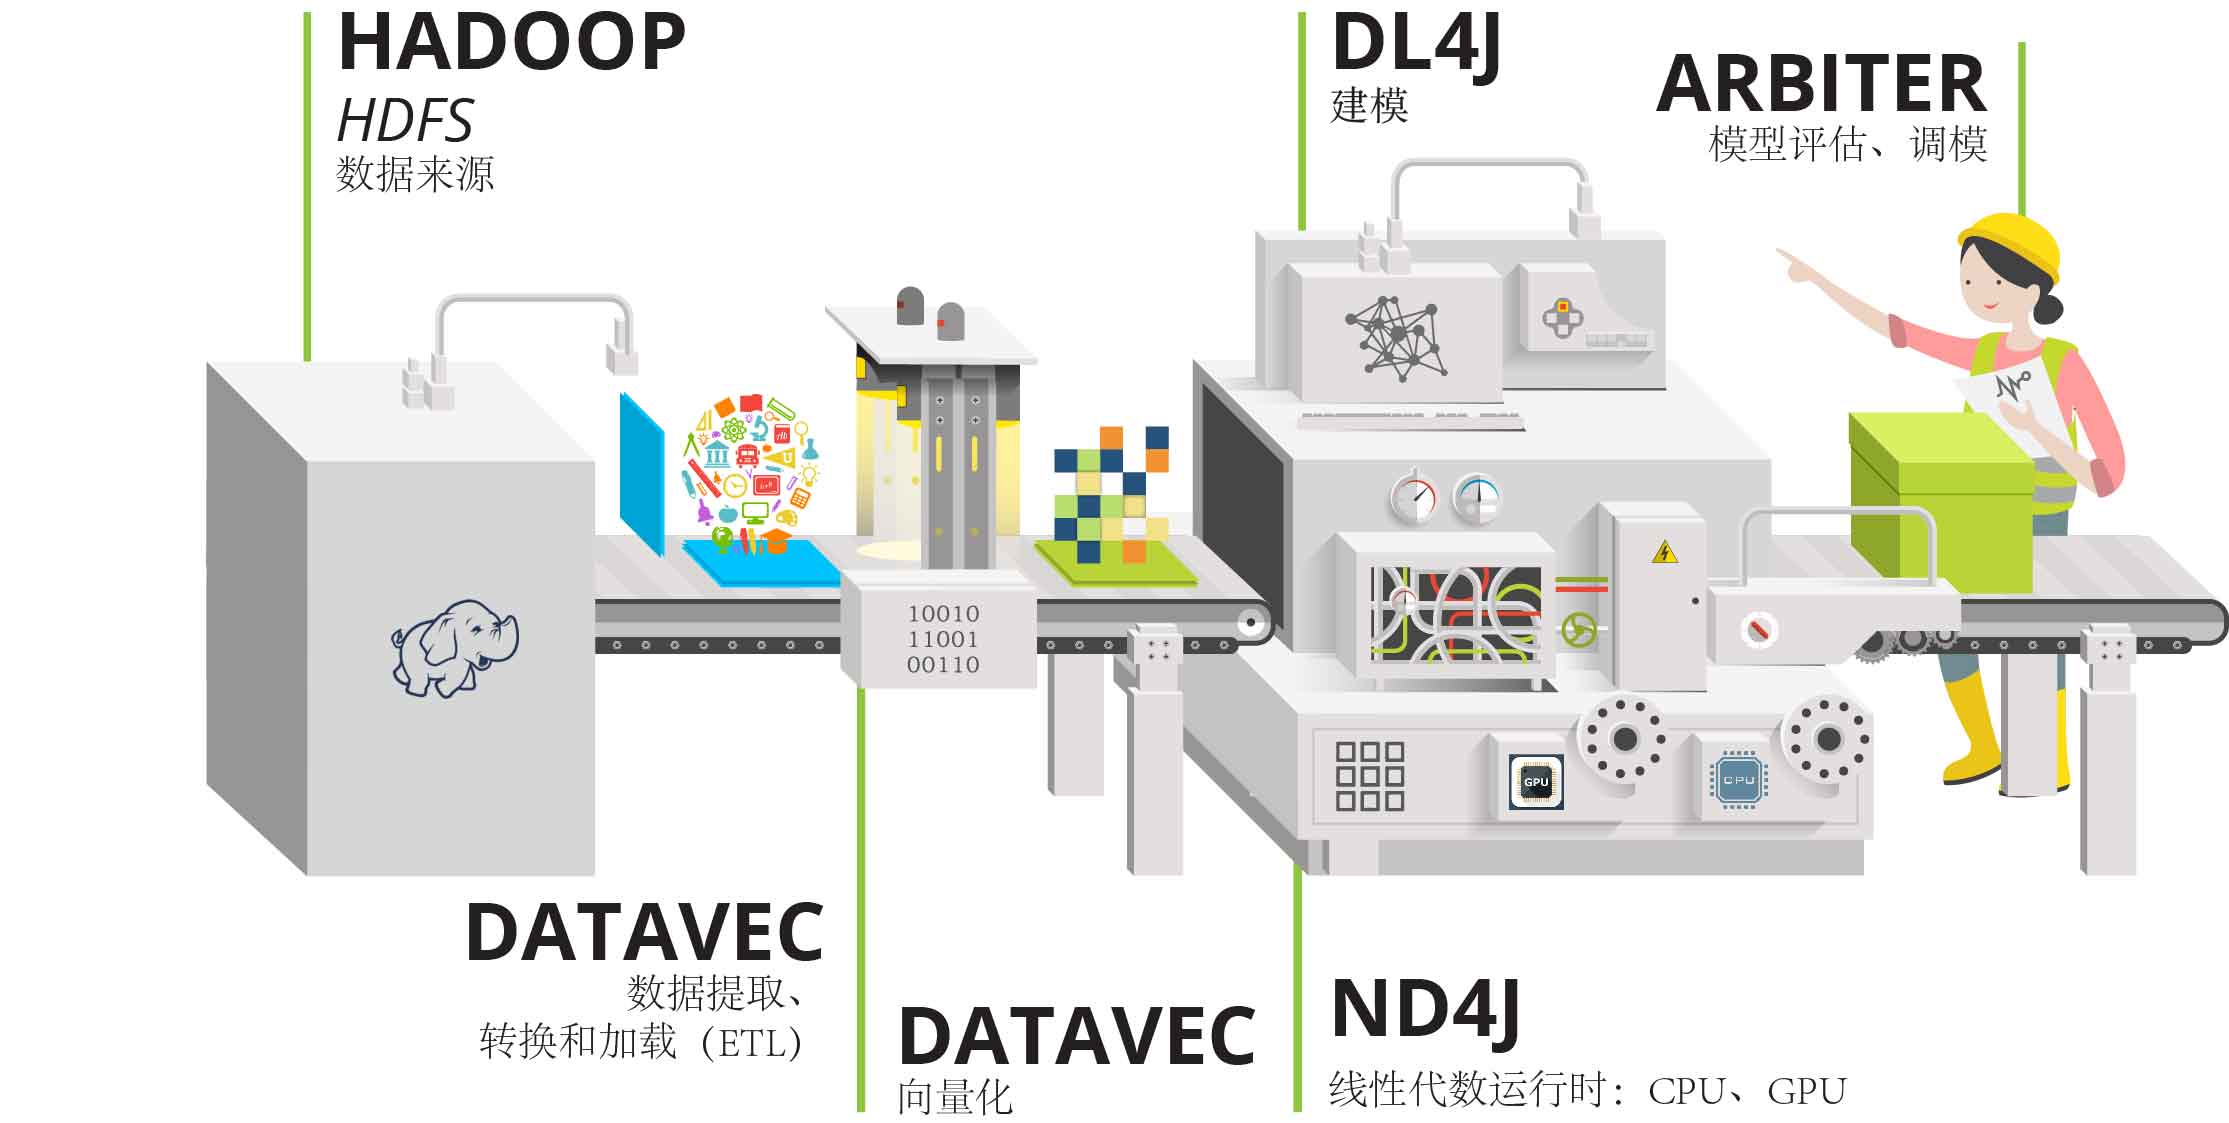 HADOOP
HDFS
数据来源
DL4J
建模
ARBITER
模型评估、调模
10010
11001
00110
GPU
CPU
DATAVEC
数据提取、
转换和加载（ETL）
DATAVEC
向量化
ND4J
线性代数运行时：CPU、GPU